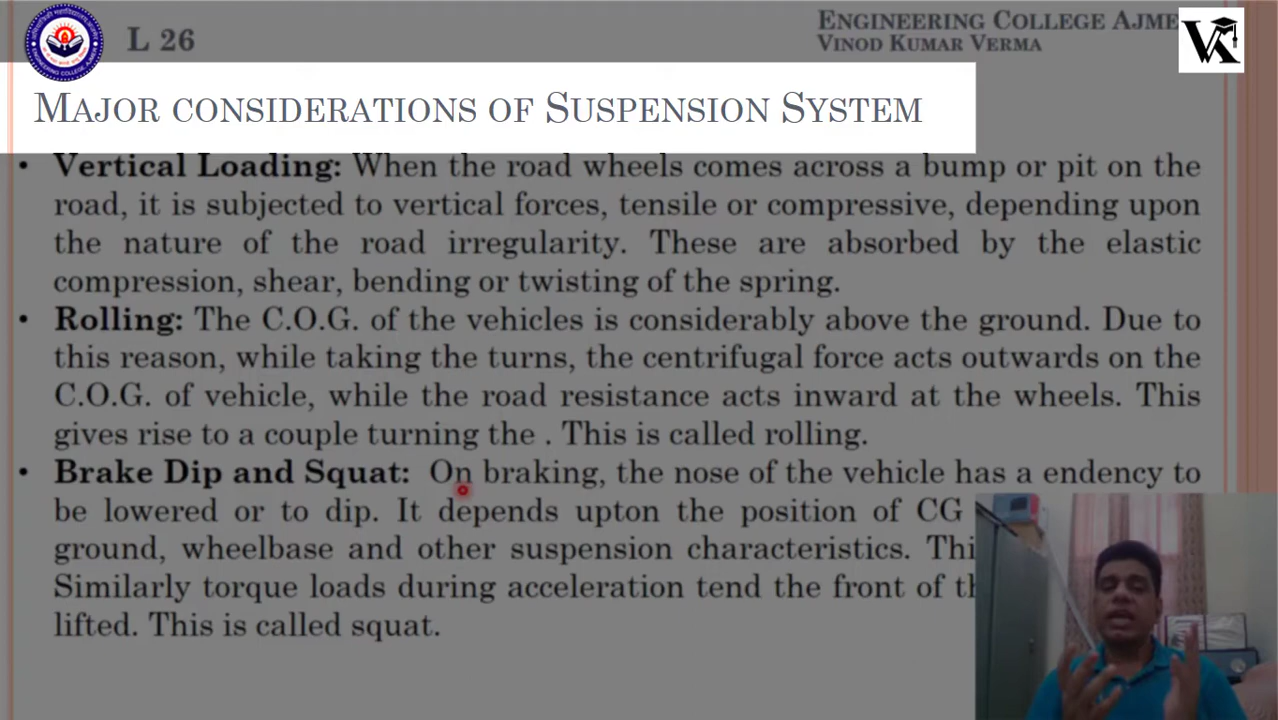 L 26
ENGINEERING COLLEGE AJME
VINOD KUMAR VERMA
MAJOR CONSIDERATIONS OF SUSPENSION SYSTEM
• Vertical Loading: When the road wheels comes across a bump or pit on the
road, it is subjected to vertical forces, tensile or compressive, depending upon
the nature of the road irregularity. These are absorbed by the elastic
compression, shear, bending or twisting of the spring.
• Rolling: The C.O.G. of the vehicles is considerably above the ground. Due to
this reason, while taking the turns, the centrifugal force acts outwards on the
C.O.G. of vehicle, while the road resistance acts inward at the wheels. This
gives rise to a couple turning the . This is called rolling.
• Brake Dip and Squat: On braking, the nose of the vehicle has a endency to
be lowered or to dip. It depends upton the position of CG
ground, wheelbase and other suspension characteristics. Thi
Similarly torque loads during acceleration tend the front of th
lifted. This is called squat.